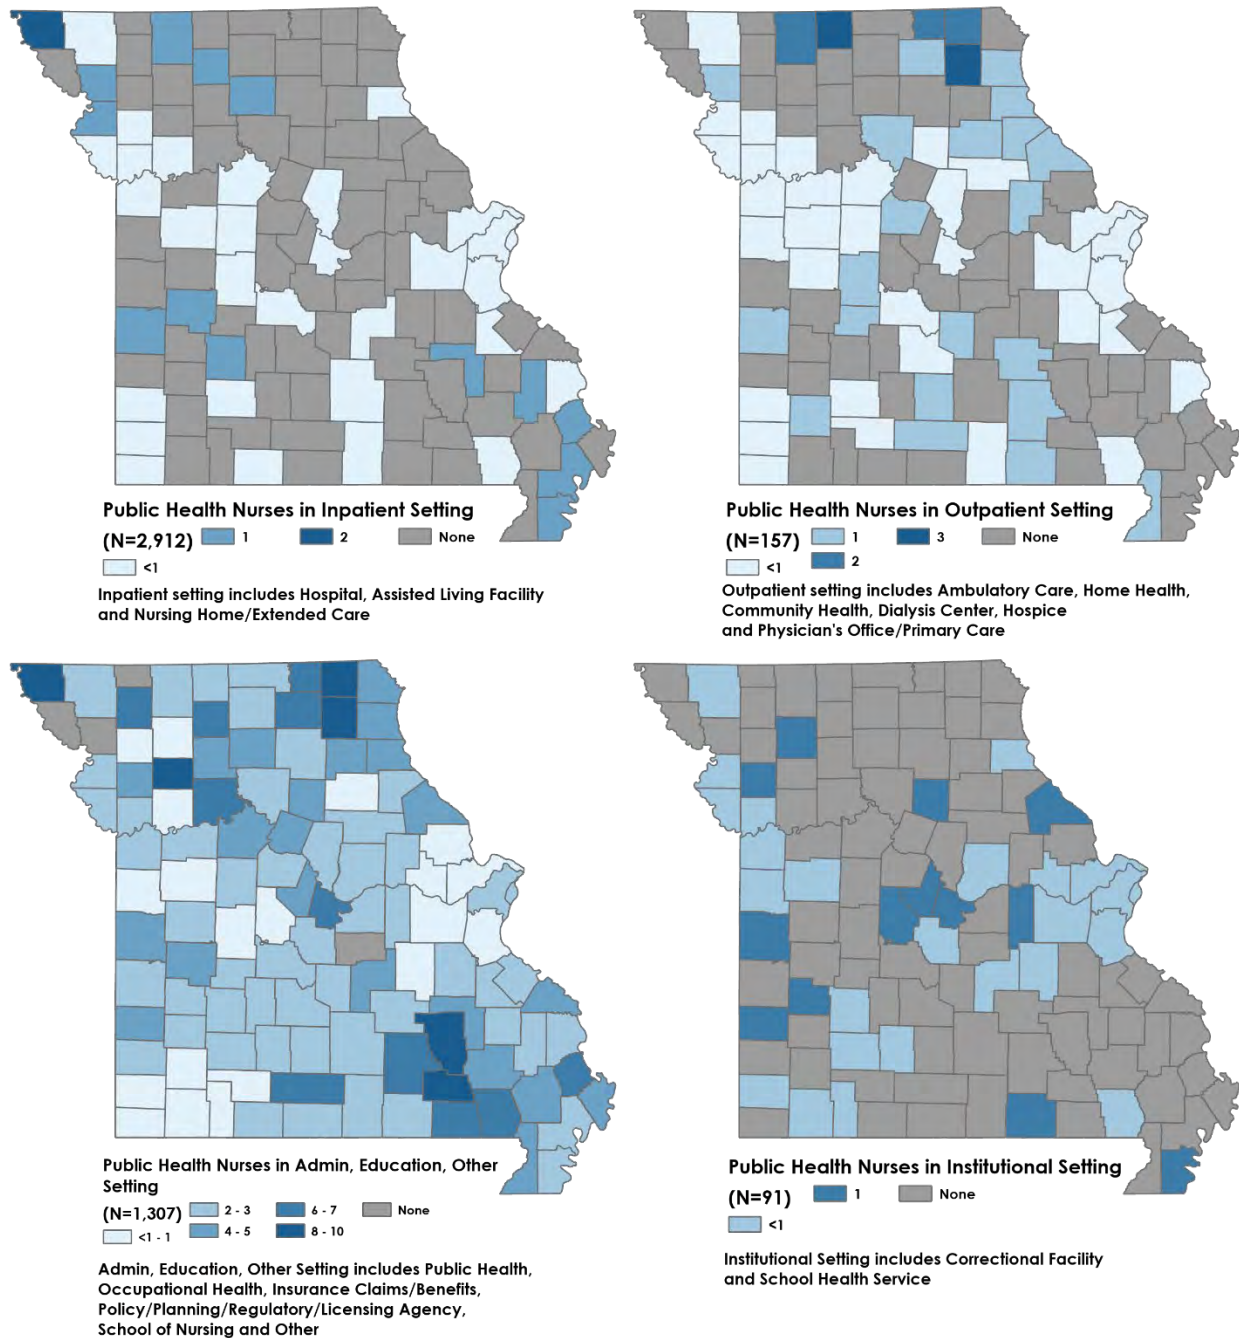 Public Health Nurses in Inpatient Setting
(N=2,912) 1 2 None
<1
Inpatient setting includes Hospital, Assisted Living Facility
and Nursing Home/Extended Care
Public Health Nurses in Outpatient Setting
(N=157) 1 3 None
<1 2
Outpatient setting includes Ambulatory Care, Home Health,
Community Health, Dialysis Center, Hospice
and Physician's Office/Primary Care
Public Health Nurses in Admin, Education, Other
Setting
(N=1,307) 2 - 3 6 - 7 None
<1 - 1 4 - 5 8 - 10
Admin, Education, Other Setting includes Public Health,
Occupational Health, Insurance Claims/Benefits,
Policy/Planning/Regulatory/Licensing Agency,
School of Nursing and Other
Public Health Nurses in Institutional Setting
(N=91) 1 None
<1
Institutional Setting includes Correctional Facility
and School Health Service